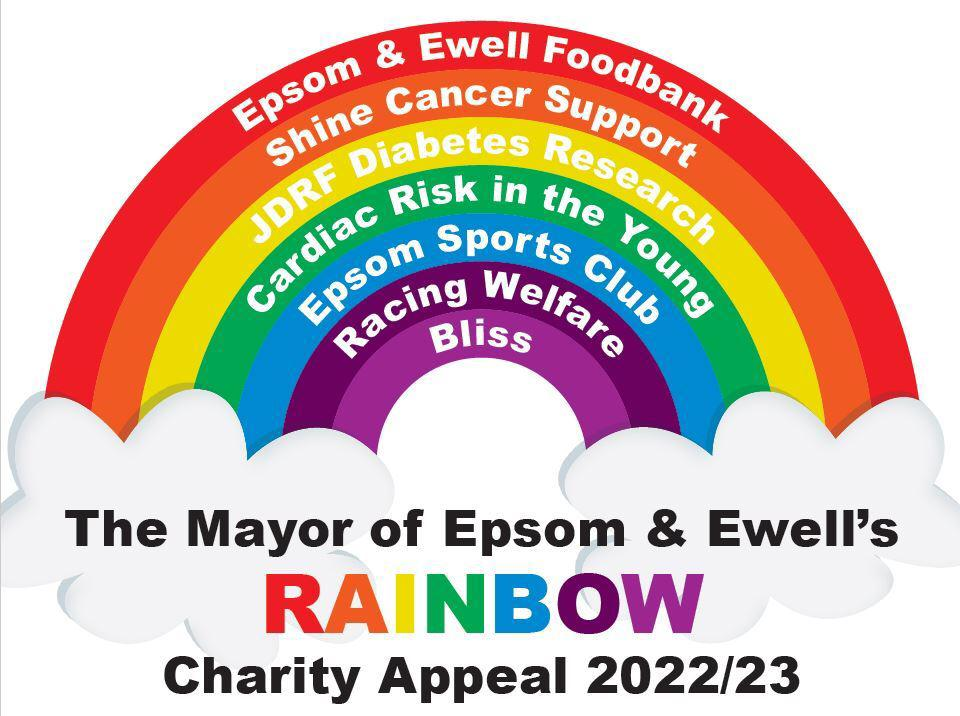 Epsom & Ewell Foodbank
Shine Cancer Support
JDRF Diabetes Research
Cardiac Risk in the Young
Epsom Sports Club
Racing Welfare
Bliss
The Mayor of Epsom & Ewell’s
RAINBOW
Charity Appeal 2022/23